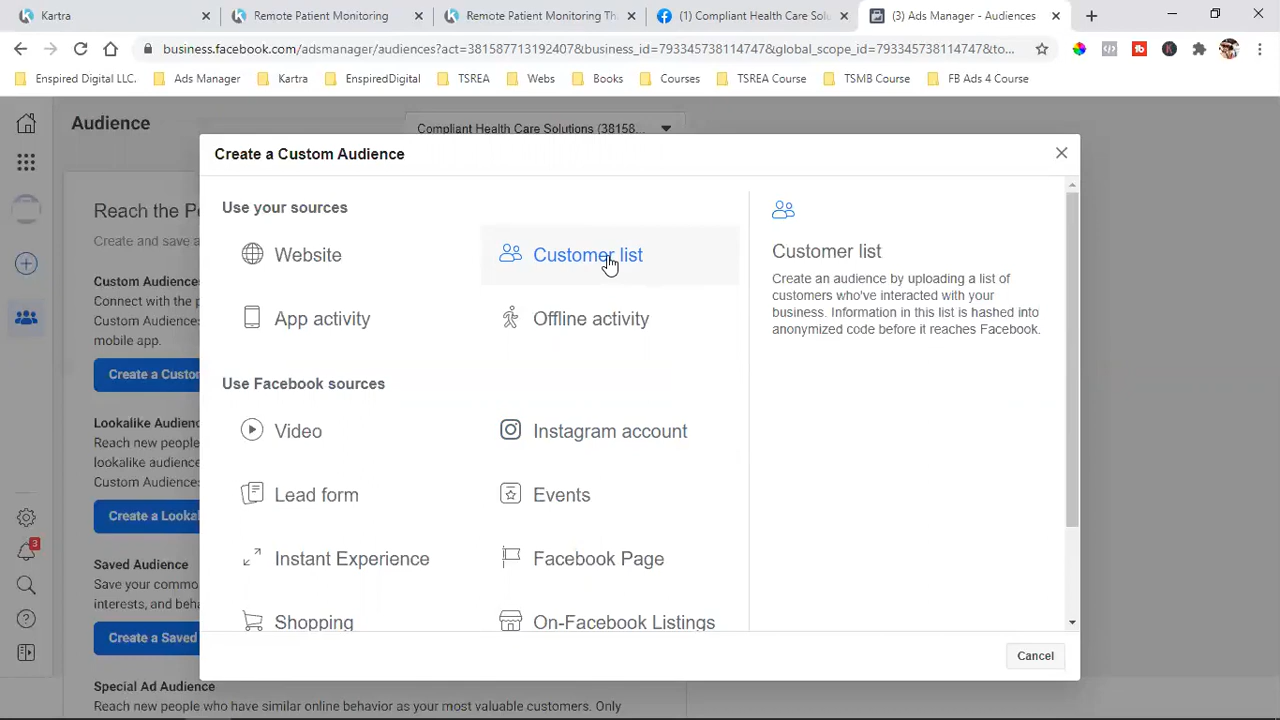 Kartra
Remote Patient Monitoring
Remote Patient Monitoring Th
(1) Compliant Health Care Solu
(3) Ads Manager - Audiences
business.facebook.com/adsmanager/audiences?act=381587713192407&business_id=793345738114747&global_scope_id=793345738114747&to...
Enspired Digital LLC.
Ads Manager
Kartra
EnspiredDigital
TSREA
Webs
Books
Courses
TSREA Course
TSMB Course
FB Ads 4 Course
Audience
Compliant Health Care Solutions (38158...
Create a Custom Audience
Reach the Pe
Create and save a
Custom Audiences
Connect with the p
Custom Audiences
mobile app.
Create a Custom
Lookalike Audienc
Reach new people
lookalike audience
Custom Audiences
Create a Lookal
Saved Audience
Save your commo
interests, and beha
Create a Saved
Special Ad Audience
Reach new people who have similar online behavior as your most valuable customers. Only
3
Use your sources
Website
Customer list
App activity
Offline activity
Use Facebook sources
Video
Instagram account
Lead form
Events
Instant Experience
Facebook Page
Shopping
On-Facebook Listings
Customer list
Create an audience by uploading a list of
customers who've interacted with your
business. Information in this list is hashed into
anonymized code before it reaches Facebook.
Cancel